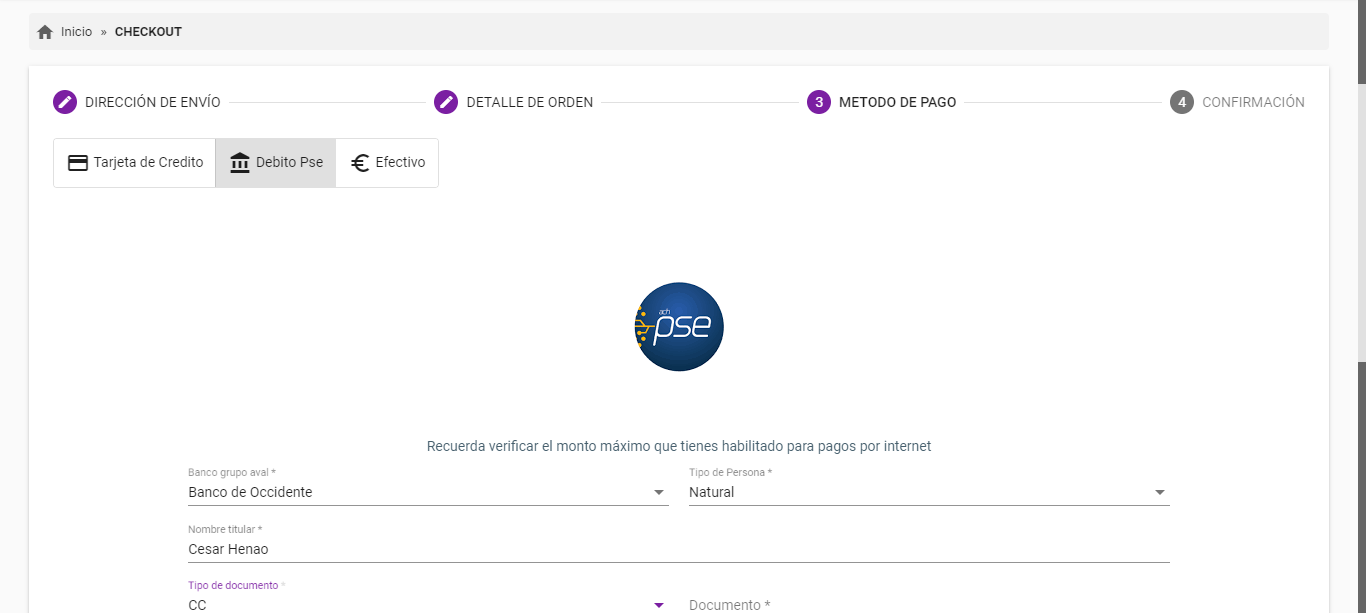 Inicio » CHECKOUT
DIRECCIÓN DE ENVÍO
DETALLE DE ORDEN
3 METODO DE PAGO
4 CONFIRMACIÓN
Tarjeta de Credito
Debito Pse
Efectivo
ach
pse
Recuerda verificar el monto máximo que tienes habilitado para pagos por internet
Banco grupo aval *
Banco de Occidente
Tipo de Persona *
Natural
Nombre titular *
Cesar Henao
Tipo de documento *
CC
Documento *